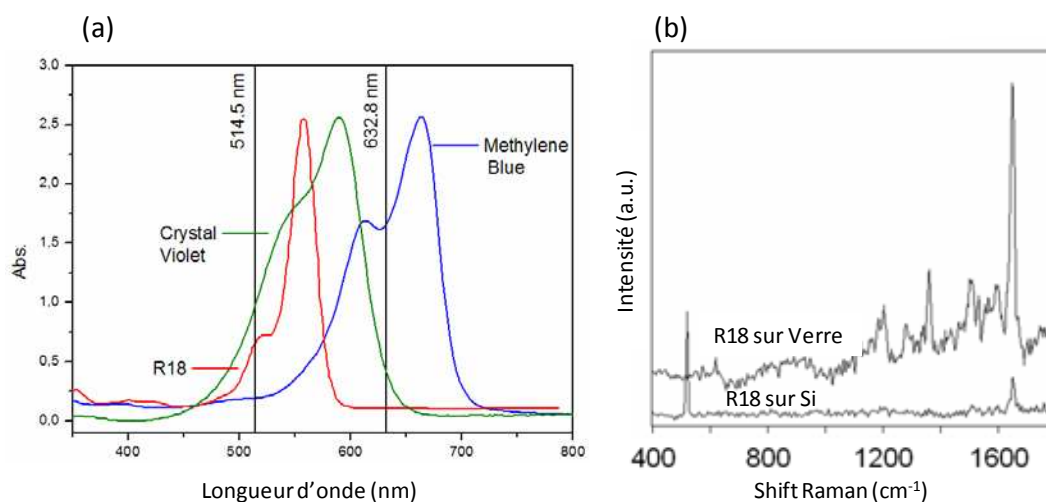 (a)
3.0
2.5
2.0
1.5
1.0
0.5
0.0
Abs.
514.5 nm
632.8 nm
Methylene
Blue
Crystal
Violet
R18
400
500
600
700
800
Longueur d’onde (nm)
(b)
Intensité (a.u.)
R18 sur Verre
R18 sur Si
400
800
1200
1600
Shift Raman (cm⁻¹)